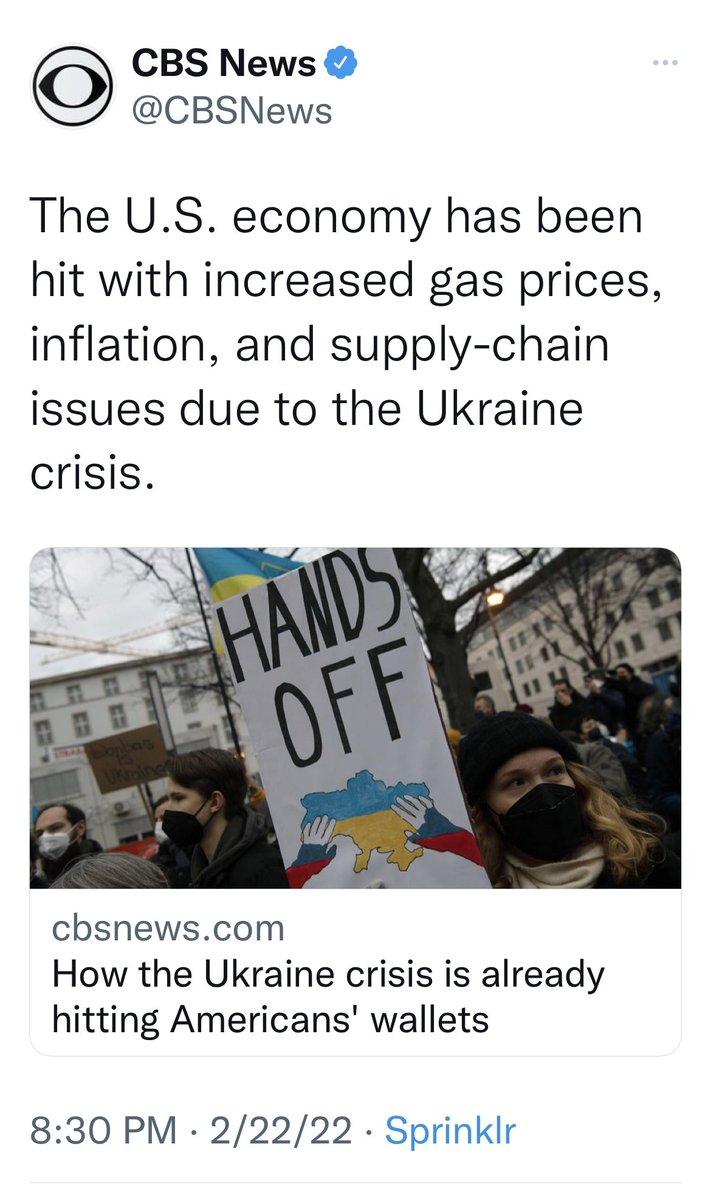 CBS News
@CBSNews
The U.S. economy has been
hit with increased gas prices,
inflation, and supply-chain
issues due to the Ukraine
crisis.
HANDS
OFF
Donbas
is
Ukraine
cbsnews.com
How the Ukraine crisis is already
hitting Americans' wallets
8:30 PM · 2/22/22 · Sprinklr